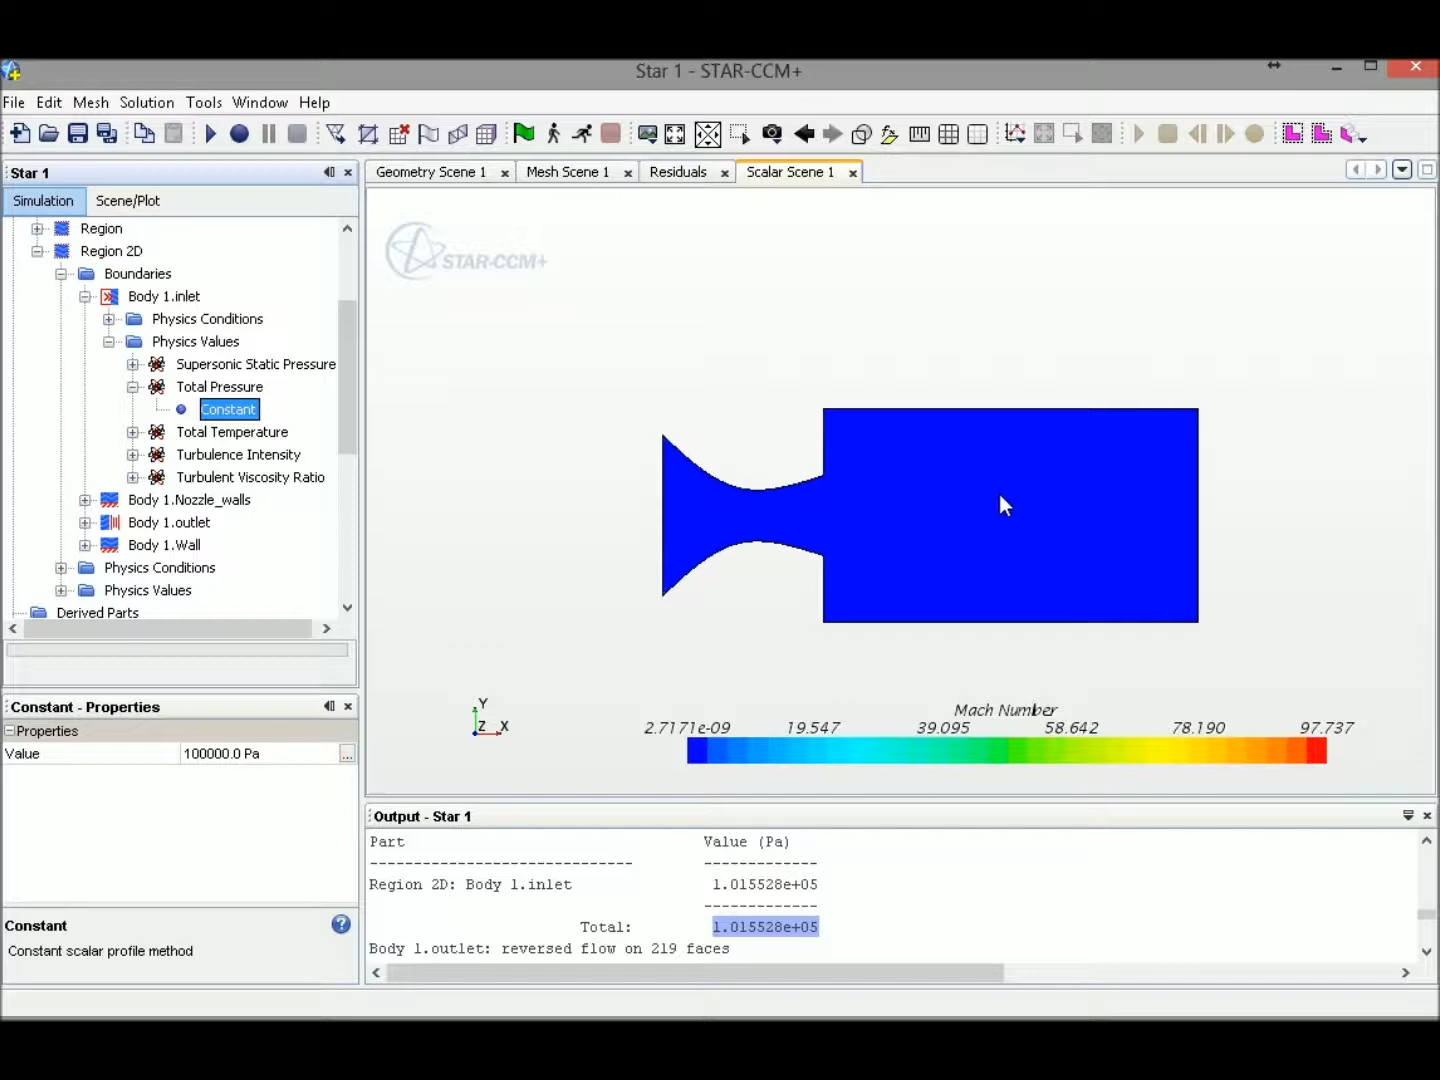 Star 1 - STAR-CCM+
File Edit Mesh Solution Tools Window Help
Star 1
Simulation Scene/Plot
Region
Region 2D
Boundaries
Body 1.inlet
Physics Conditions
Physics Values
Supersonic Static Pressure
Total Pressure
Constant
Total Temperature
Turbulence Intensity
Turbulent Viscosity Ratio
Body 1.Nozzle_walls
Body 1.outlet
Body 1.Wall
Physics Conditions
Physics Values
Derived Parts
Constant - Properties
Properties
Value 100000.0 Pa ...
Constant
Constant scalar profile method
Geometry Scene 1 Mesh Scene 1 Residuals Scalar Scene 1
STAR-CCM+
Y
Z X
Mach Number
2.7171e-09 19.547 39.095 58.642 78.190 97.737
Output - Star 1
Part Value (Pa)
------------------------------ -------------
Region 2D: Body 1.inlet 1.015528e+05
-------------
Total: 1.015528e+05
Body 1.outlet: reversed flow on 219 faces